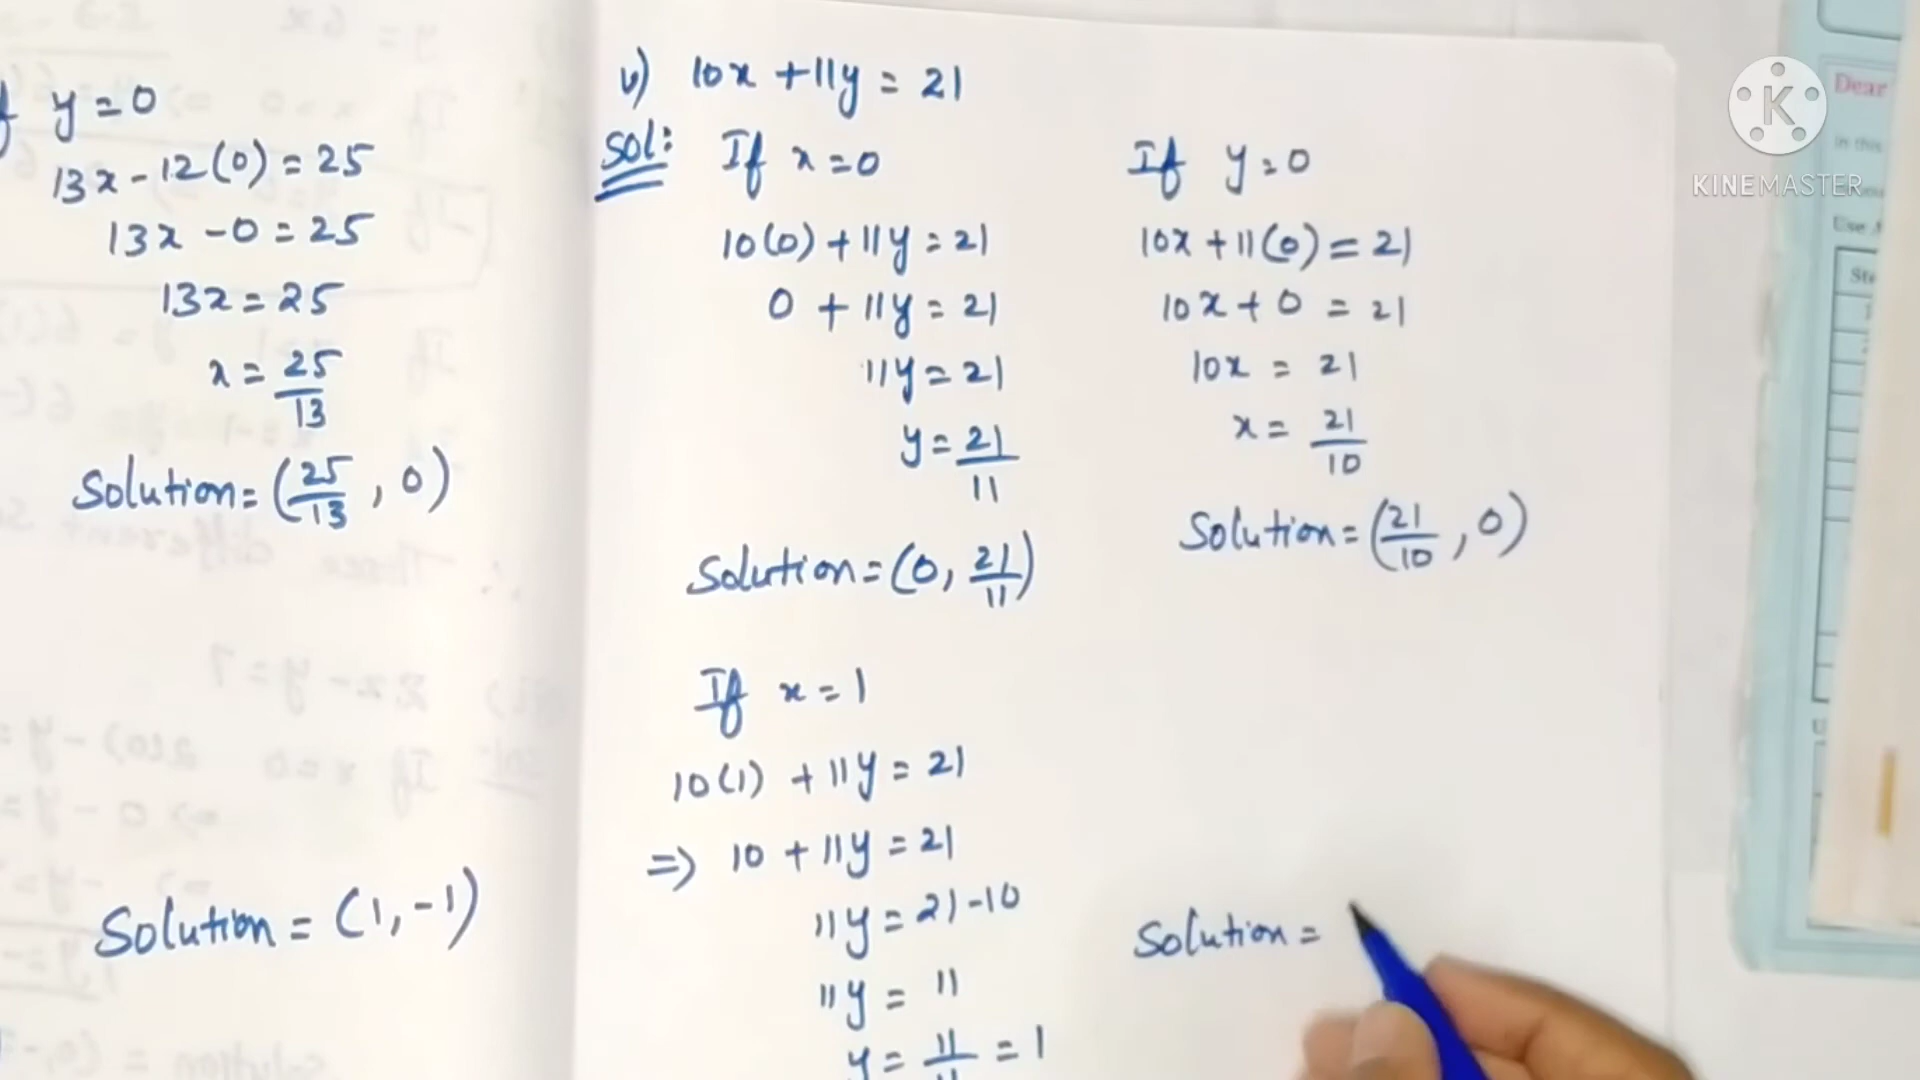 f y=0
13x-12(0)=25
13x-0=25
13x=25
x=25/13
Solution=(25/13, 0)
Solution=(1,-1)
v) 10x+11y=21
Sol: If x=0
10(0)+11y=21
0+11y=21
11y=21
y=21/11
Solution=(0, 21/11)
If x=1
10(1)+11y=21
=> 10+11y=21
11y=21-10
11y=11
y=11/11=1
If y=0
10x+11(0)=21
10x+0=21
10x=21
x=21/10
Solution=(21/10, 0)
Solution=
KINEMASTER
Dear
in this